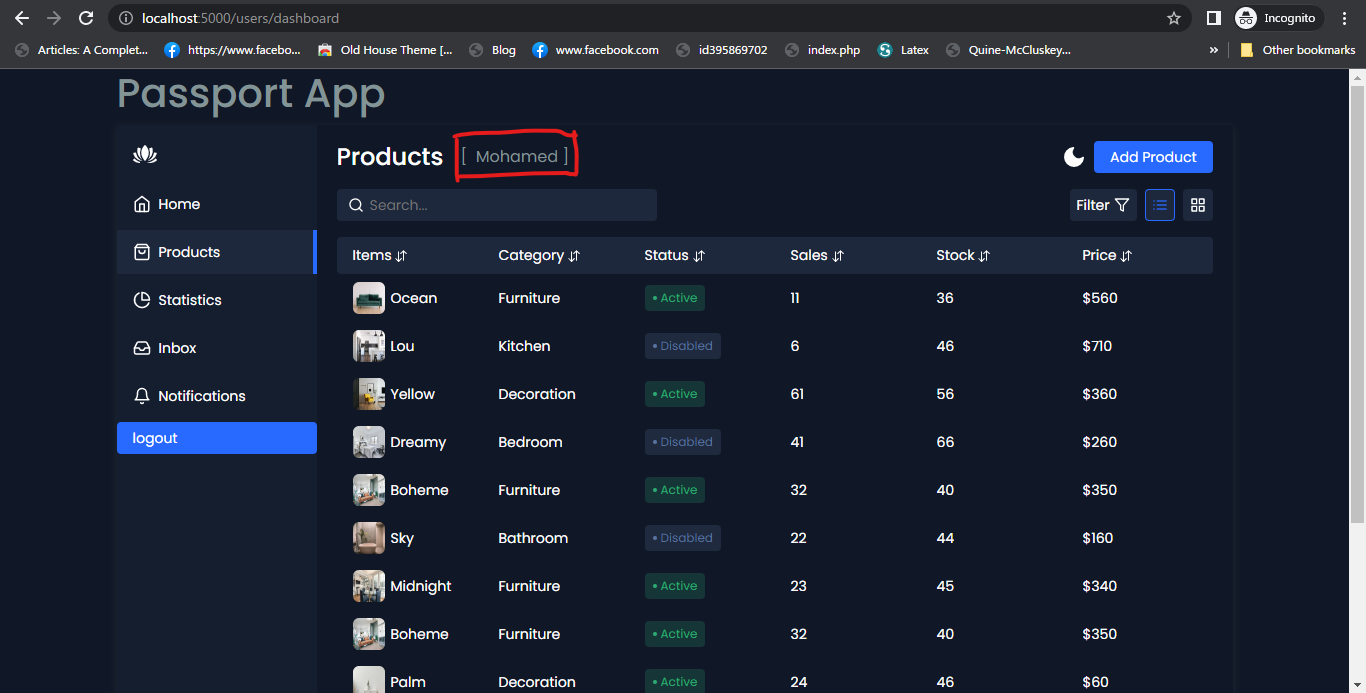 localhost:5000/users/dashboard
Incognito
Articles: A Complet...
https://www.facebo...
Old House Theme [...
Blog
www.facebook.com
id395869702
index.php
Latex
Quine-McCluskey...
»
Other bookmarks
Passport App
Products [ Mohamed ]
Add Product
Home
Products
Statistics
Inbox
Notifications
logout
Search...
Filter
Items Category Status Sales Stock Price
Ocean Furniture • Active 11 36 $560
Lou Kitchen • Disabled 6 46 $710
Yellow Decoration • Active 61 56 $360
Dreamy Bedroom • Disabled 41 66 $260
Boheme Furniture • Active 32 40 $350
Sky Bathroom • Disabled 22 44 $160
Midnight Furniture • Active 23 45 $340
Boheme Furniture • Active 32 40 $350
Palm Decoration • Active 24 46 $60